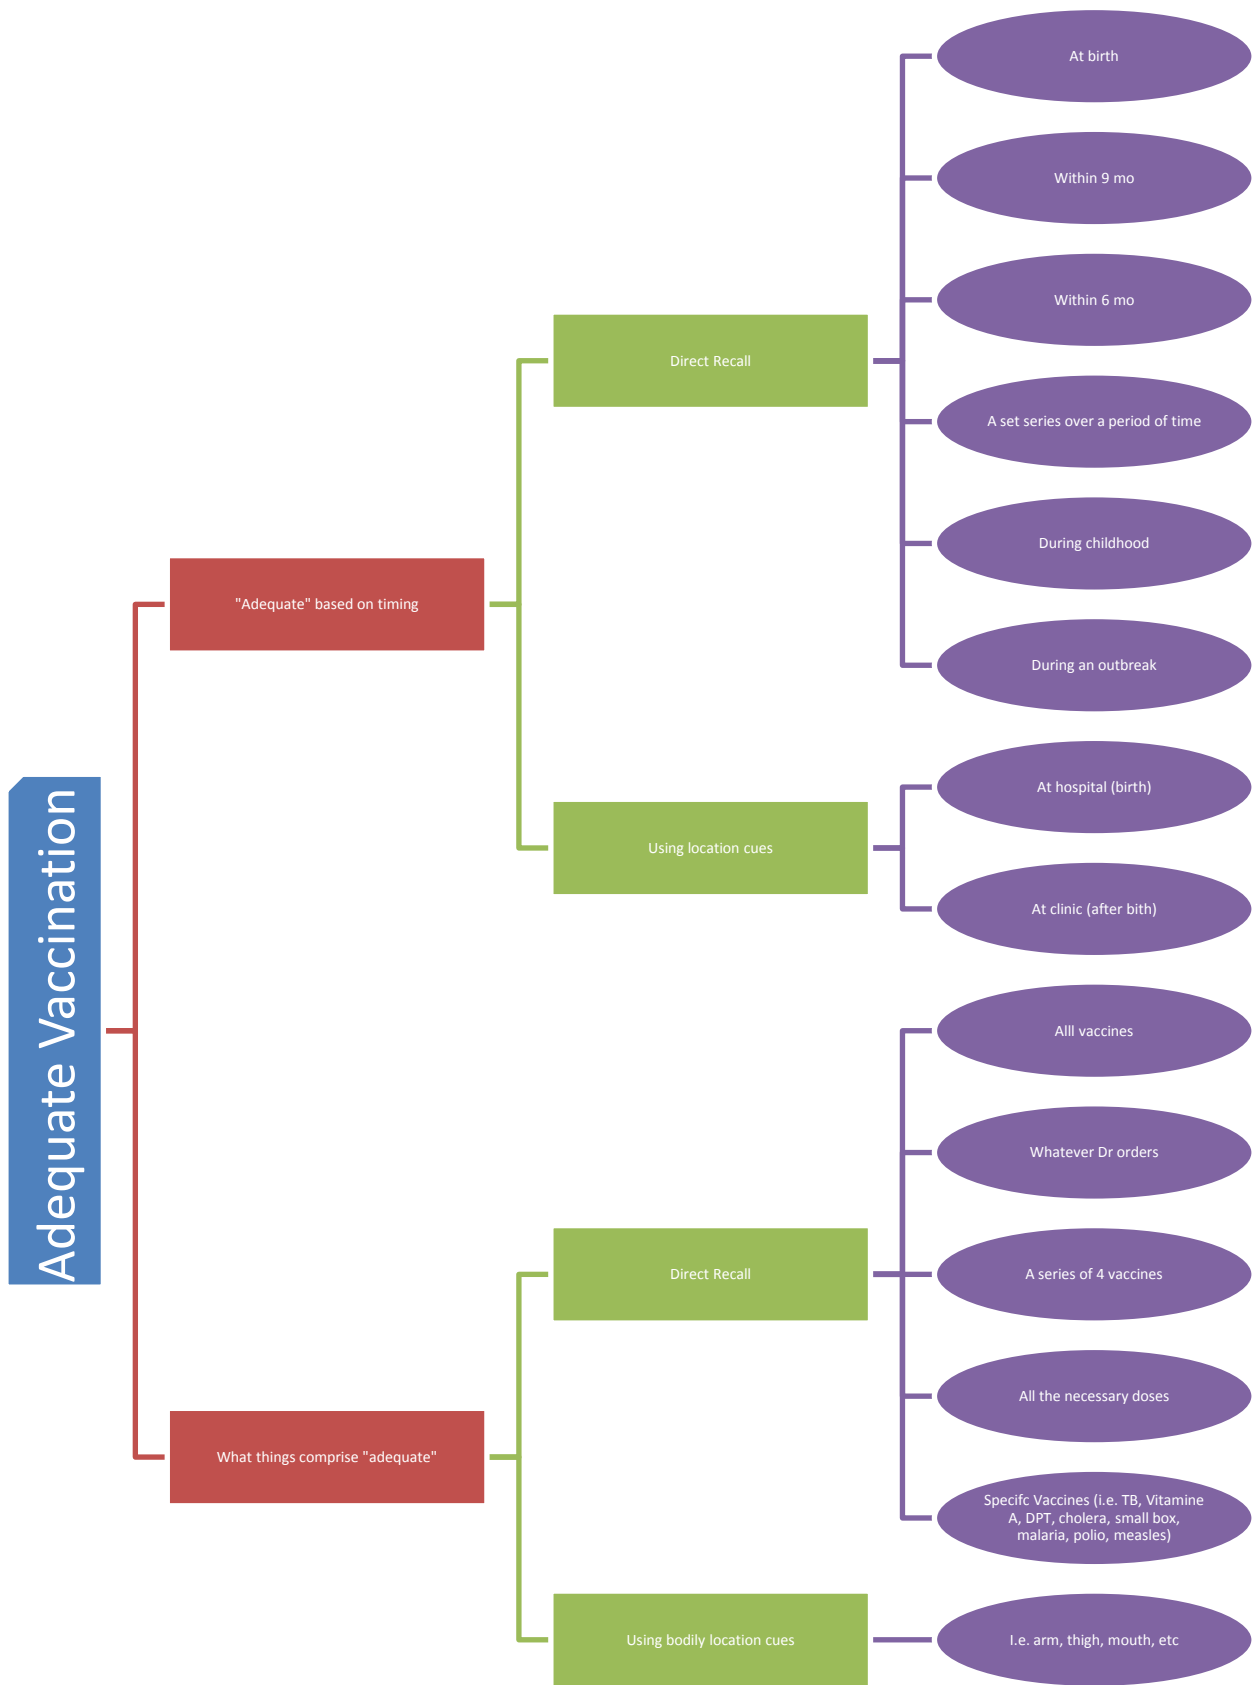 Adequate Vaccination
"Adequate" based on timing
Direct Recall
At birth
Within 9 mo
Within 6 mo
A set series over a period of time
During childhood
During an outbreak
Using location cues
At hospital (birth)
At clinic (after bith)
What things comprise "adequate"
Direct Recall
Alll vaccines
Whatever Dr orders
A series of 4 vaccines
All the necessary doses
Specifc Vaccines (i.e. TB, Vitamine
A, DPT, cholera, small box,
malaria, polio, measles)
Using bodily location cues
I.e. arm, thigh, mouth, etc